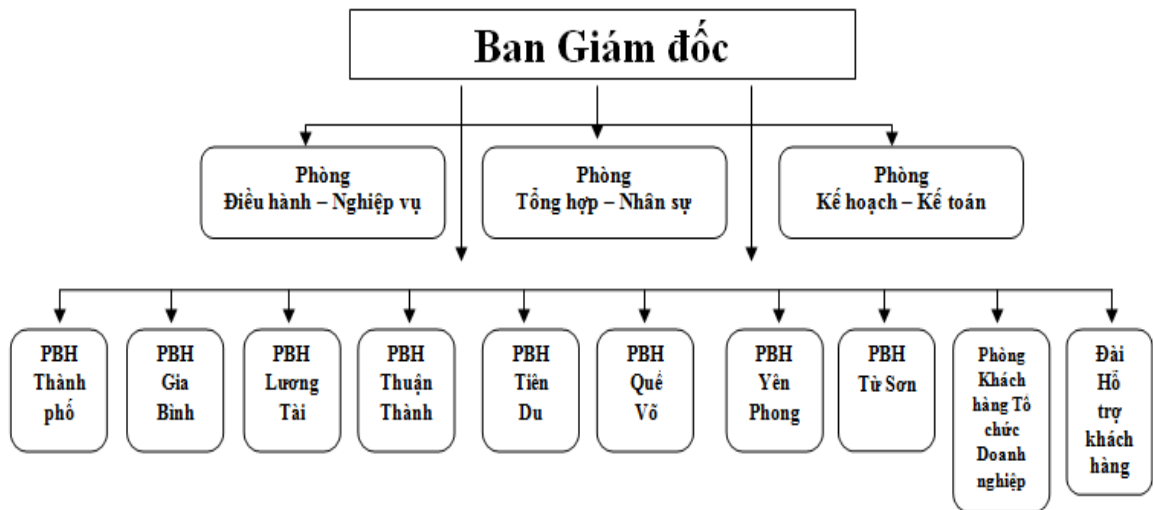 Ban Giám đốc
Phòng
Điều hành – Nghiệp vụ
Phòng
Tổng hợp – Nhân sự
Phòng
Kế hoạch – Kế toán
PBH
Thành
phố
PBH
Gia
Bình
PBH
Lương
Tài
PBH
Thuận
Thành
PBH
Tiên
Du
PBH
Quế
Võ
PBH
Yên
Phong
PBH
Từ Sơn
Phòng
Khách
hàng Tổ
chức
Doanh
nghiệp
Đài
Hỗ
trợ
khách
hàng